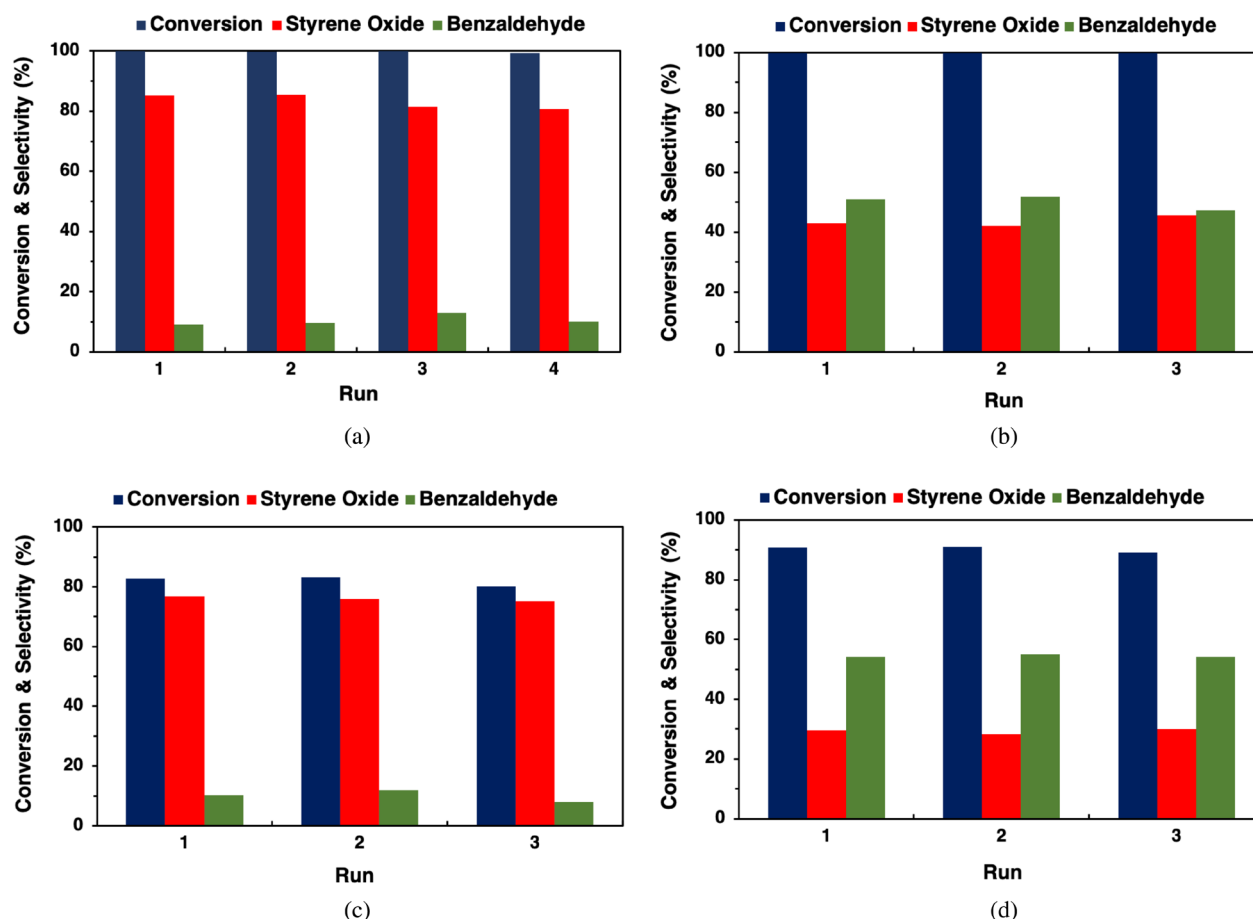 Conversion Styrene Oxide Benzaldehyde
Conversion & Selectivity (%)
100
80
60
40
20
0
1 2 3 4
Run
(a)
Conversion Styrene Oxide Benzaldehyde
Conversion & Selectivity (%)
100
80
60
40
20
0
1 2 3
Run
(b)
Conversion Styrene Oxide Benzaldehyde
Conversion & Selectivity (%)
100
80
60
40
20
0
1 2 3
Run
(c)
Conversion Styrene Oxide Benzaldehyde
Conversion & Selectivity (%)
100
80
60
40
20
0
1 2 3
Run
(d)